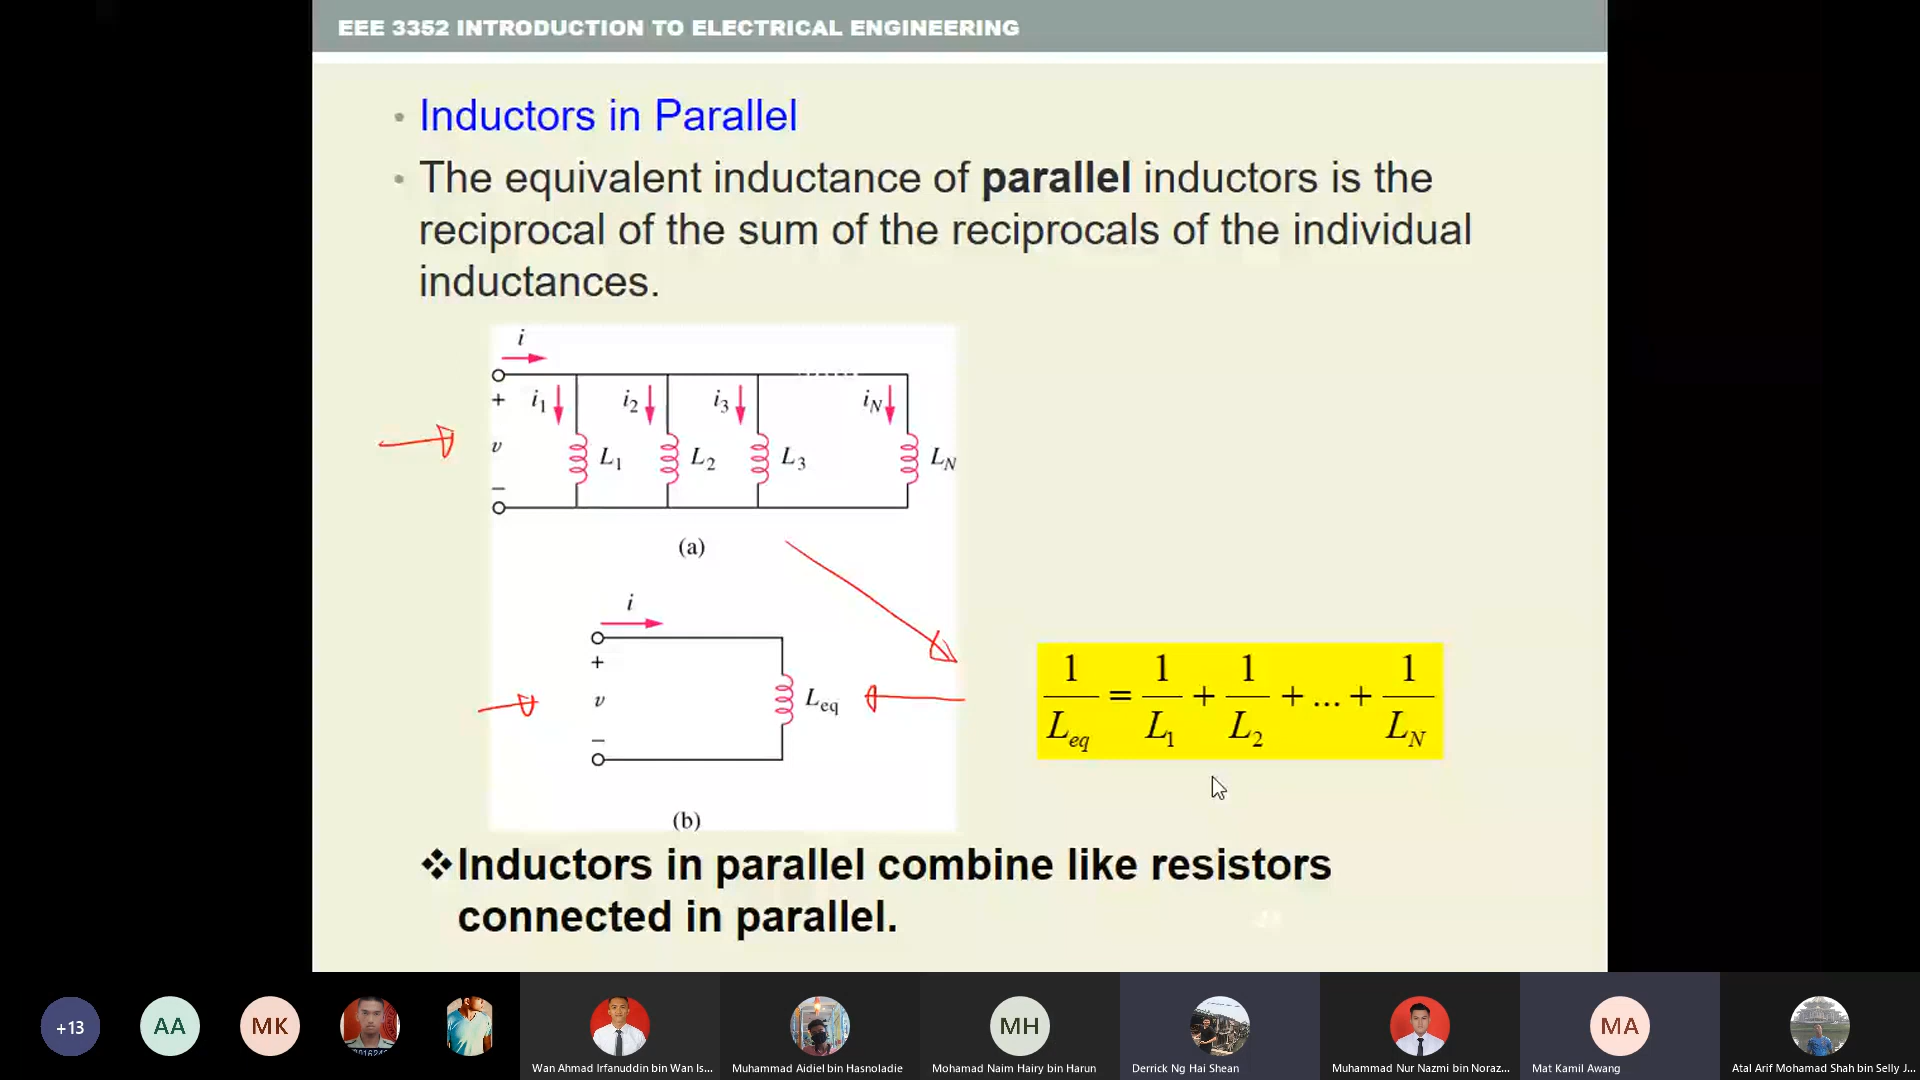 EEE 3352 INTRODUCTION TO ELECTRICAL ENGINEERING
• Inductors in Parallel
• The equivalent inductance of parallel inductors is the
reciprocal of the sum of the reciprocals of the individual
inductances.
i
+ i1 i2 i3 iN
v L1 L2 L3 LN
−
(a)
i
+
v Leq
−
(b)
1/Leq = 1/L1 + 1/L2 + ... + 1/LN
❖Inductors in parallel combine like resistors
connected in parallel.
+13 AA MK MH MA
Wan Ahmad Irfanuddin bin Wan Is...
Muhammad Aidiel bin Hasnoladie
Mohamad Naim Hairy bin Harun
Derrick Ng Hai Shean
Muhammad Nur Nazmi bin Noraz...
Mat Kamil Awang
Atal Arif Mohamad Shah bin Selly J...